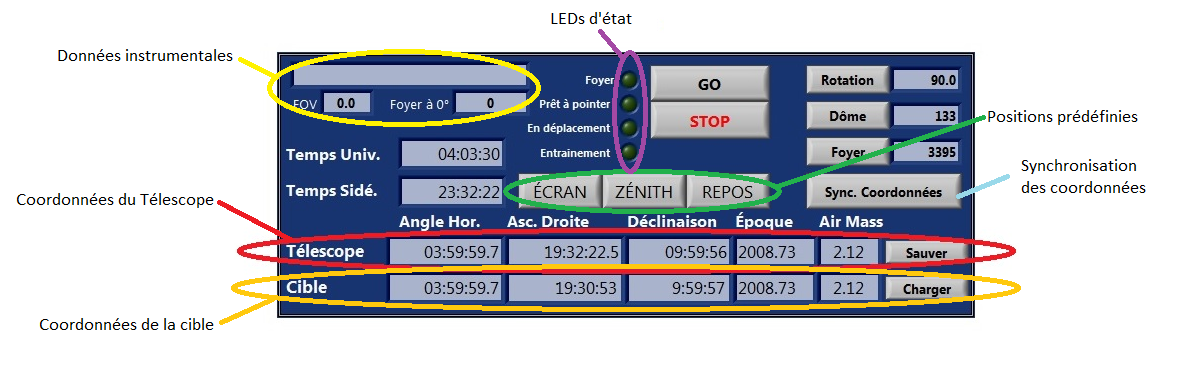 LEDs d'état
Données instrumentales
Foyer
GO
Rotation 90.0
FOV 0.0 Foyer à 0° 0
Prêt à pointer
STOP
Dôme 133
Positions prédéfinies
En déplacement
Temps Univ. 04:03:30
Entrainement
Foyer 3395
Synchronisation
des coordonnées
Temps Sidé. 23:32:22 ÉCRAN ZÉNITH REPOS Sync. Coordonnées
Coordonnées du Télescope
Angle Hor. Asc. Droite Déclinaison Époque Air Mass
Télescope 03:59:59.7 19:32:22.5 09:59:56 2008.73 2.12 Sauver
Cible 03:59:59.7 19:30:53 9:59:57 2008.73 2.12 Charger
Coordonnées de la cible